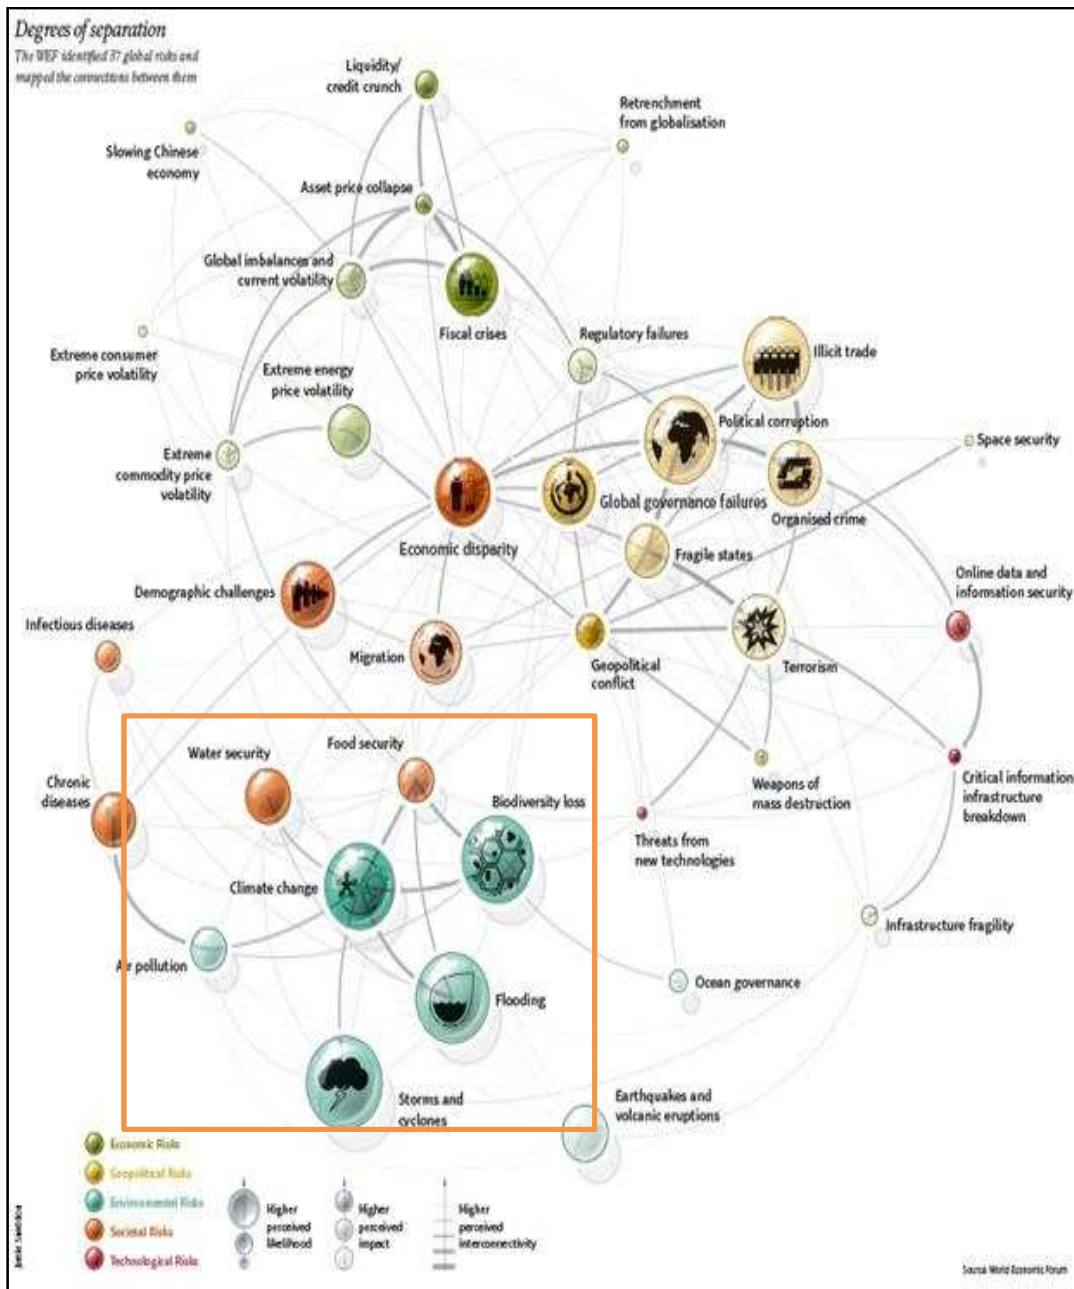 Degrees of separation
The WEF identified 37 global risks and
mapped the connections between them
Liquidity/
credit crunch
Retrenchment
from globalisation
Slowing Chinese
economy
Asset price collapse
Global imbalances and
current volatility
Fiscal crises
Regulatory failures
Illicit trade
Extreme consumer
price volatility
Extreme energy
price volatility
Political corruption
Space security
Extreme
commodity price
volatility
Global governance failures
Organised crime
Economic disparity
Fragile states
Demographic challenges
Online data and
information security
Infectious diseases
Migration
Geopolitical
conflict
Terrorism
Water security
Food security
Chronic
diseases
Weapons of
mass destruction
Critical information
infrastructure
breakdown
Biodiversity loss
Threats from
new technologies
Climate change
Infrastructure fragility
Air pollution
Ocean governance
Flooding
Storms and
cyclones
Earthquakes and
volcanic eruptions
Economic Risks
Geopolitical Risks
Environmental Risks
Societal Risks
Technological Risks
Higher
perceived
likelihood
Higher
perceived
impact
Higher
perceived
interconnectivity
Source World Economic Forum